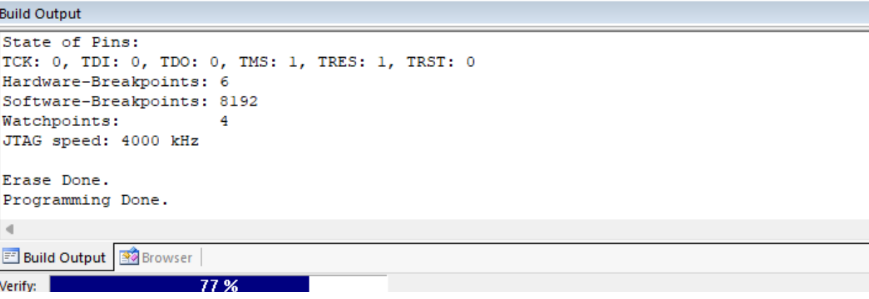 Build Output
State of Pins:
TCK: 0, TDI: 0, TDO: 0, TMS: 1, TRES: 1, TRST: 0
Hardware-Breakpoints: 6
Software-Breakpoints: 8192
Watchpoints: 4
JTAG speed: 4000 kHz
Erase Done.
Programming Done.
Build Output Browser
Verify: 77 %